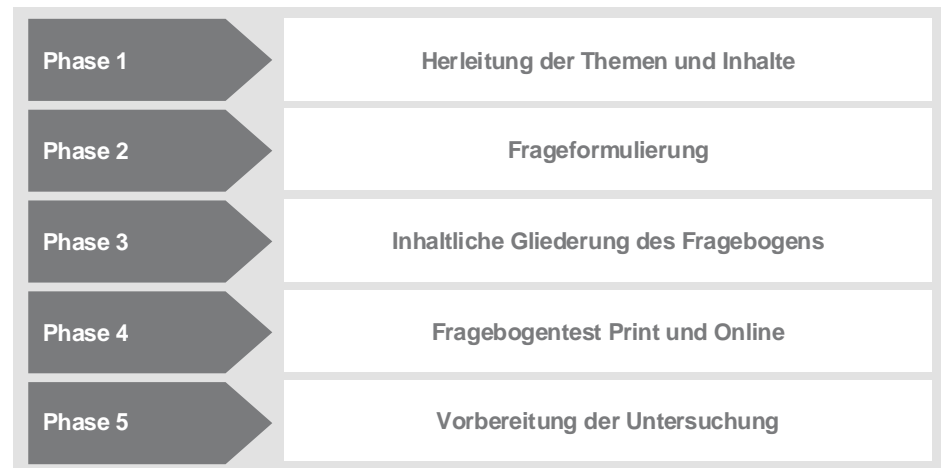 Phase 1
Herleitung der Themen und Inhalte
Phase 2
Frageformulierung
Phase 3
Inhaltliche Gliederung des Fragebogens
Phase 4
Fragebogentest Print und Online
Phase 5
Vorbereitung der Untersuchung